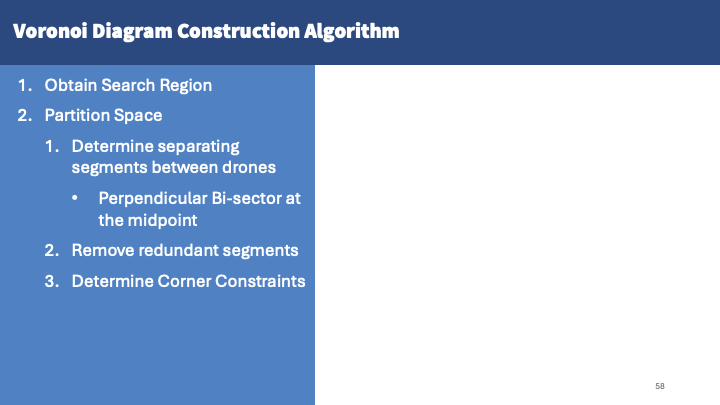 Voronoi Diagram Construction Algorithm
1. Obtain Search Region
2. Partition Space
1. Determine separating
segments between drones
• Perpendicular Bi-sector at
the midpoint
2. Remove redundant segments
3. Determine Corner Constraints
58